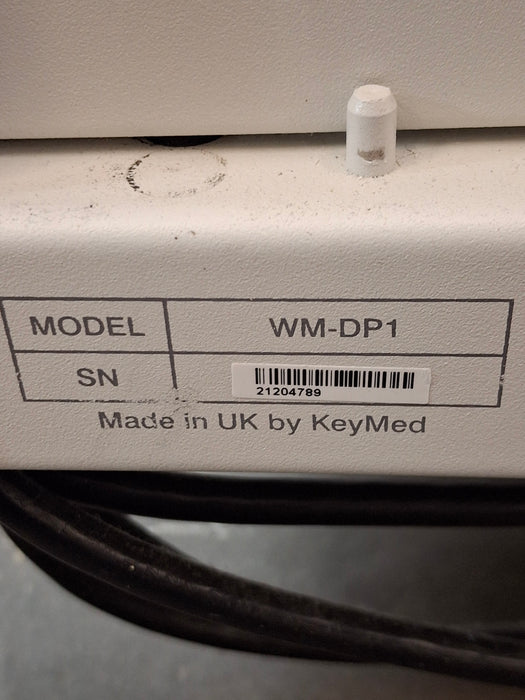 MODEL WM-DP1
SN 21204789
Made in UK by KeyMed